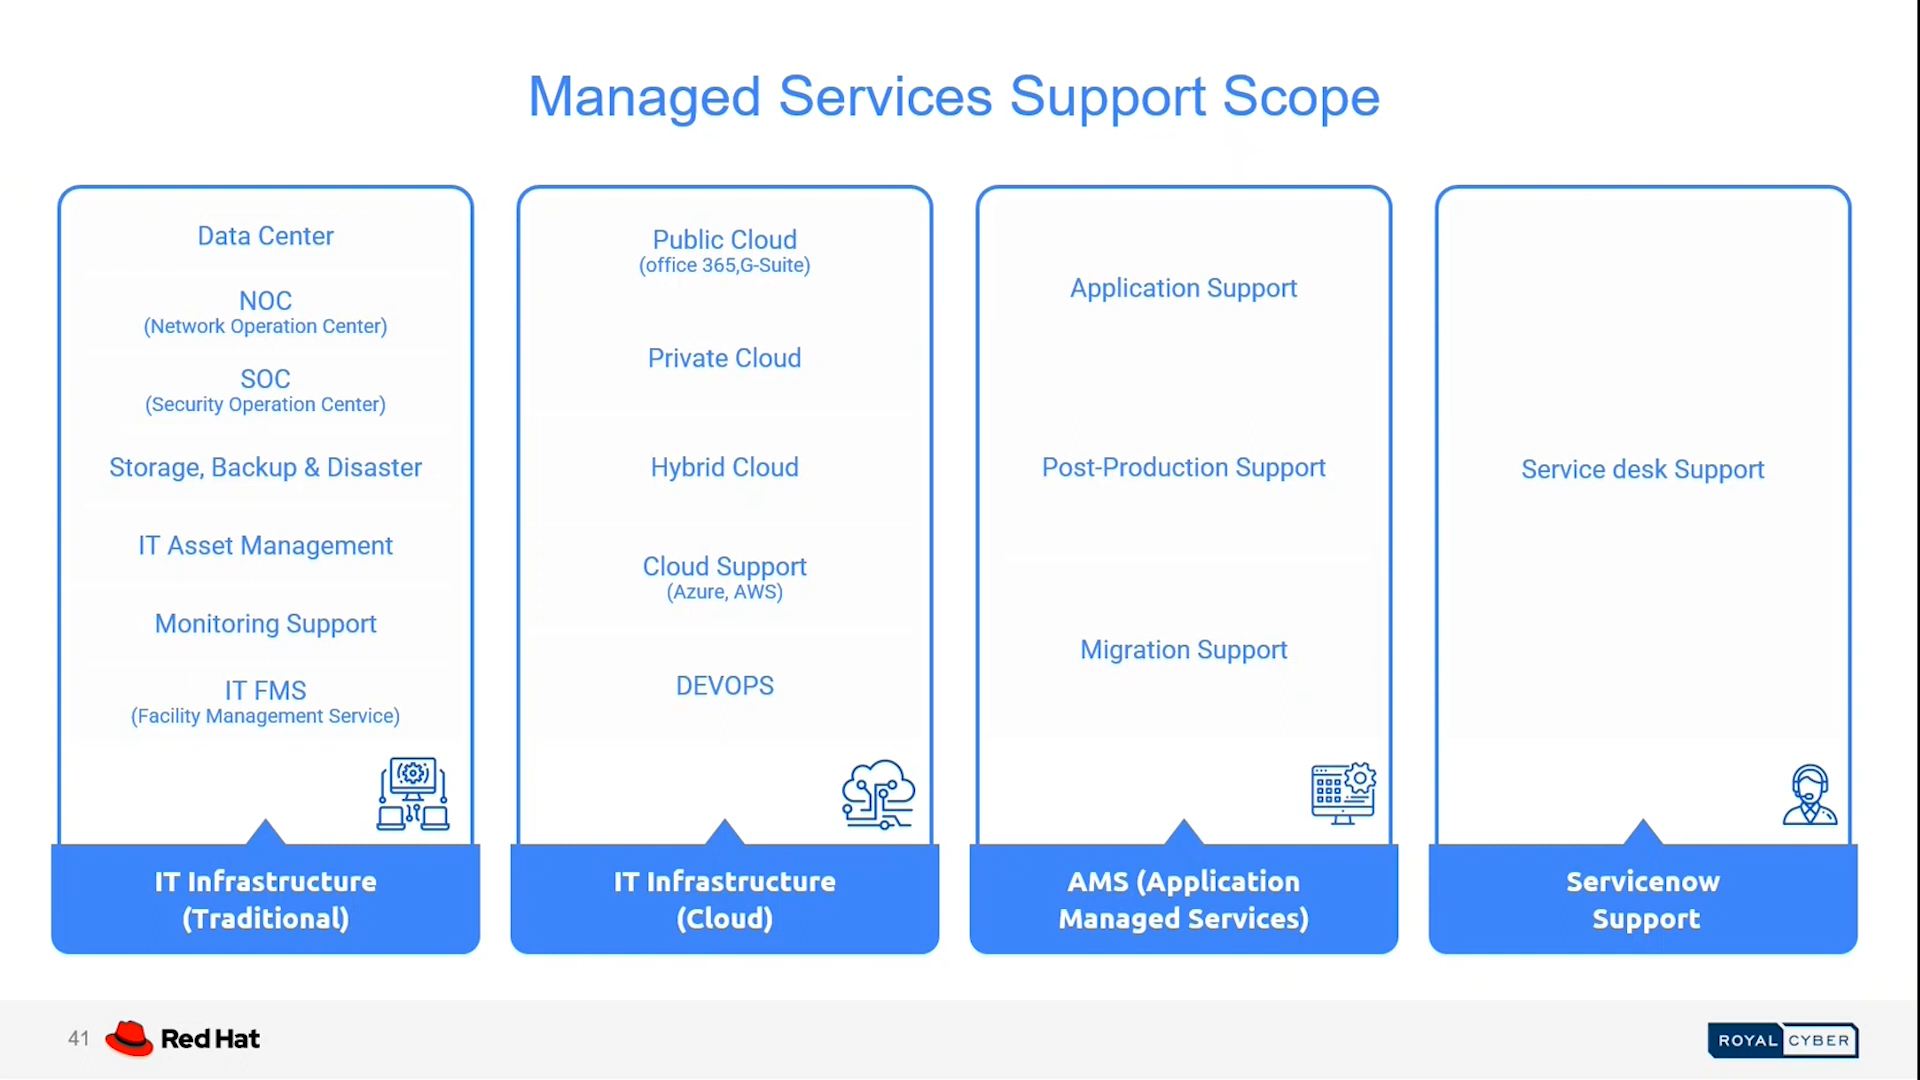 Managed Services Support Scope
Data Center
NOC
(Network Operation Center)
SOC
(Security Operation Center)
Storage, Backup & Disaster
IT Asset Management
Monitoring Support
IT FMS
(Facility Management Service)
IT Infrastructure
(Traditional)
Public Cloud
(office 365,G-Suite)
Private Cloud
Hybrid Cloud
Cloud Support
(Azure, AWS)
DEVOPS
IT Infrastructure
(Cloud)
Application Support
Post-Production Support
Migration Support
AMS (Application
Managed Services)
Service desk Support
Servicenow
Support
41
Red Hat
ROYAL CYBER